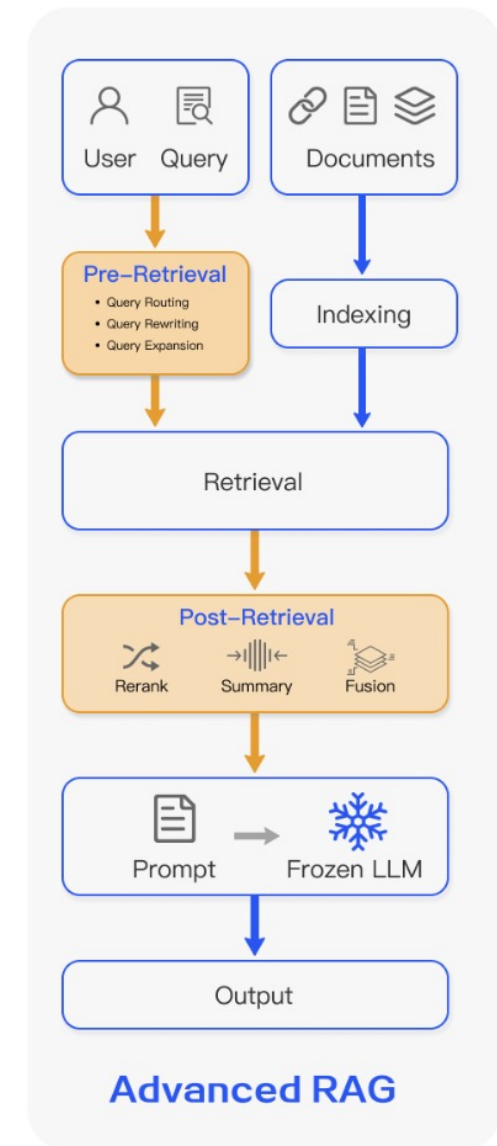 User Query
Documents
Pre-Retrieval
• Query Routing
• Query Rewriting
• Query Expansion
Indexing
Retrieval
Post-Retrieval
Rerank Summary Fusion
Prompt Frozen LLM
Output
Advanced RAG